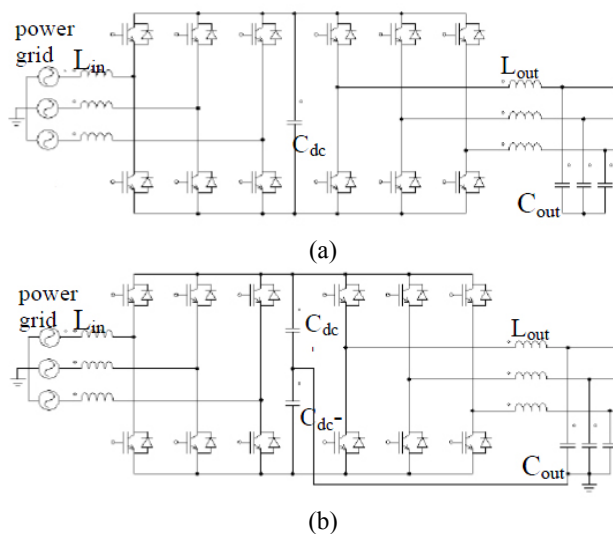 power
grid
L_in
C_dc
L_out
C_out
(a)
power
grid
L_in
C_dc
C_dc-
L_out
C_out
(b)